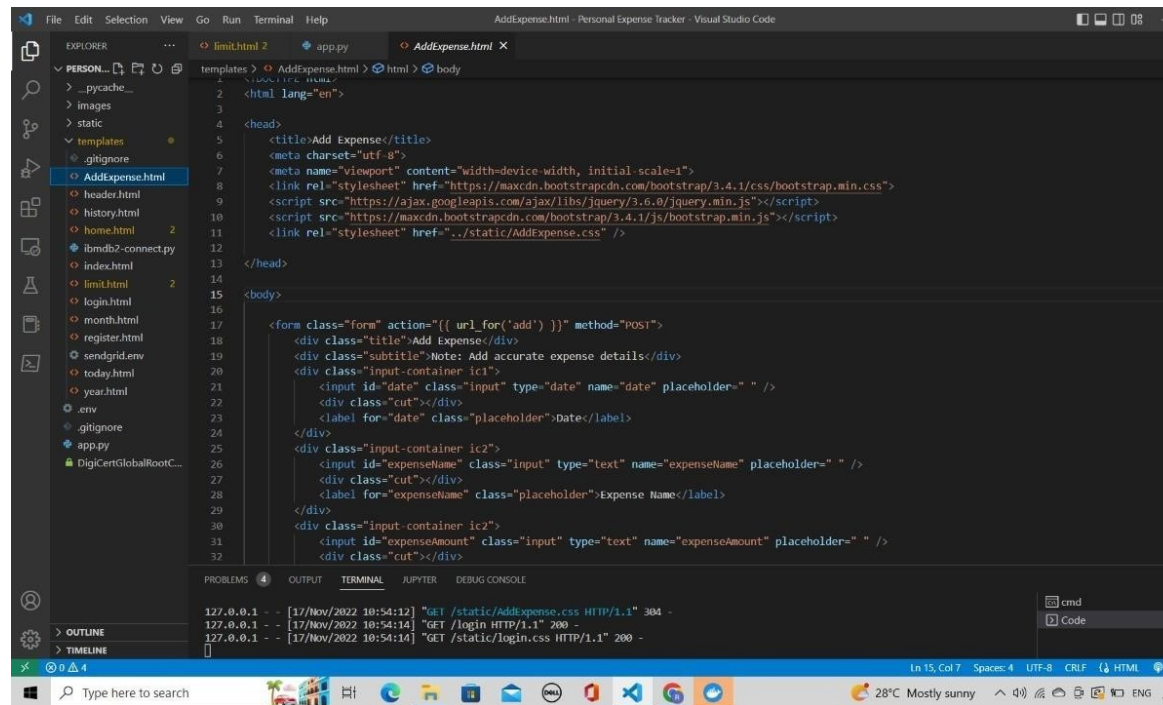 File Edit Selection View Go Run Terminal Help
AddExpense.html - Personal Expense Tracker - Visual Studio Code
EXPLORER ...
PERSON...
> __pycache__
> images
> static
templates
.gitignore
AddExpense.html
header.html
history.html
home.html 2
ibmdb2-connect.py
index.html
limit.html 2
login.html
month.html
register.html
sendgrid.env
today.html
year.html
.env
.gitignore
app.py
DigiCertGlobalRootC...
> OUTLINE
> TIMELINE
limit.html 2 app.py AddExpense.html
templates > AddExpense.html > html > body
1 <!DOCTYPE html>
2 <html lang="en">
3
4 <head>
5 <title>Add Expense</title>
6 <meta charset="utf-8">
7 <meta name="viewport" content="width=device-width, initial-scale=1">
8 <link rel="stylesheet" href="https://maxcdn.bootstrapcdn.com/bootstrap/3.4.1/css/bootstrap.min.css">
9 <script src="https://ajax.googleapis.com/ajax/libs/jquery/3.6.0/jquery.min.js"></script>
10 <script src="https://maxcdn.bootstrapcdn.com/bootstrap/3.4.1/js/bootstrap.min.js"></script>
11 <link rel="stylesheet" href="../static/AddExpense.css" />
12
13 </head>
14
15 <body>
16
17 <form class="form" action="{{ url_for('add') }}" method="POST">
18 <div class="title">Add Expense</div>
19 <div class="subtitle">Note: Add accurate expense details</div>
20 <div class="input-container ic1">
21 <input id="date" class="input" type="date" name="date" placeholder=" " />
22 <div class="cut"></div>
23 <label for="date" class="placeholder">Date</label>
24 </div>
25 <div class="input-container ic2">
26 <input id="expenseName" class="input" type="text" name="expenseName" placeholder=" " />
27 <div class="cut"></div>
28 <label for="expenseName" class="placeholder">Expense Name</label>
29 </div>
30 <div class="input-container ic2">
31 <input id="expenseAmount" class="input" type="text" name="expenseAmount" placeholder=" " />
32 <div class="cut"></div>
PROBLEMS 4 OUTPUT TERMINAL JUPYTER DEBUG CONSOLE
127.0.0.1 - - [17/Nov/2022 10:54:12] "GET /static/AddExpense.css HTTP/1.1" 304 -
127.0.0.1 - - [17/Nov/2022 10:54:14] "GET /login HTTP/1.1" 200 -
127.0.0.1 - - [17/Nov/2022 10:54:14] "GET /static/login.css HTTP/1.1" 200 -
cmd
Code
0 4
Ln 15, Col 7 Spaces: 4 UTF-8 CRLF HTML
Type here to search
DELL
28°C Mostly sunny
ENG